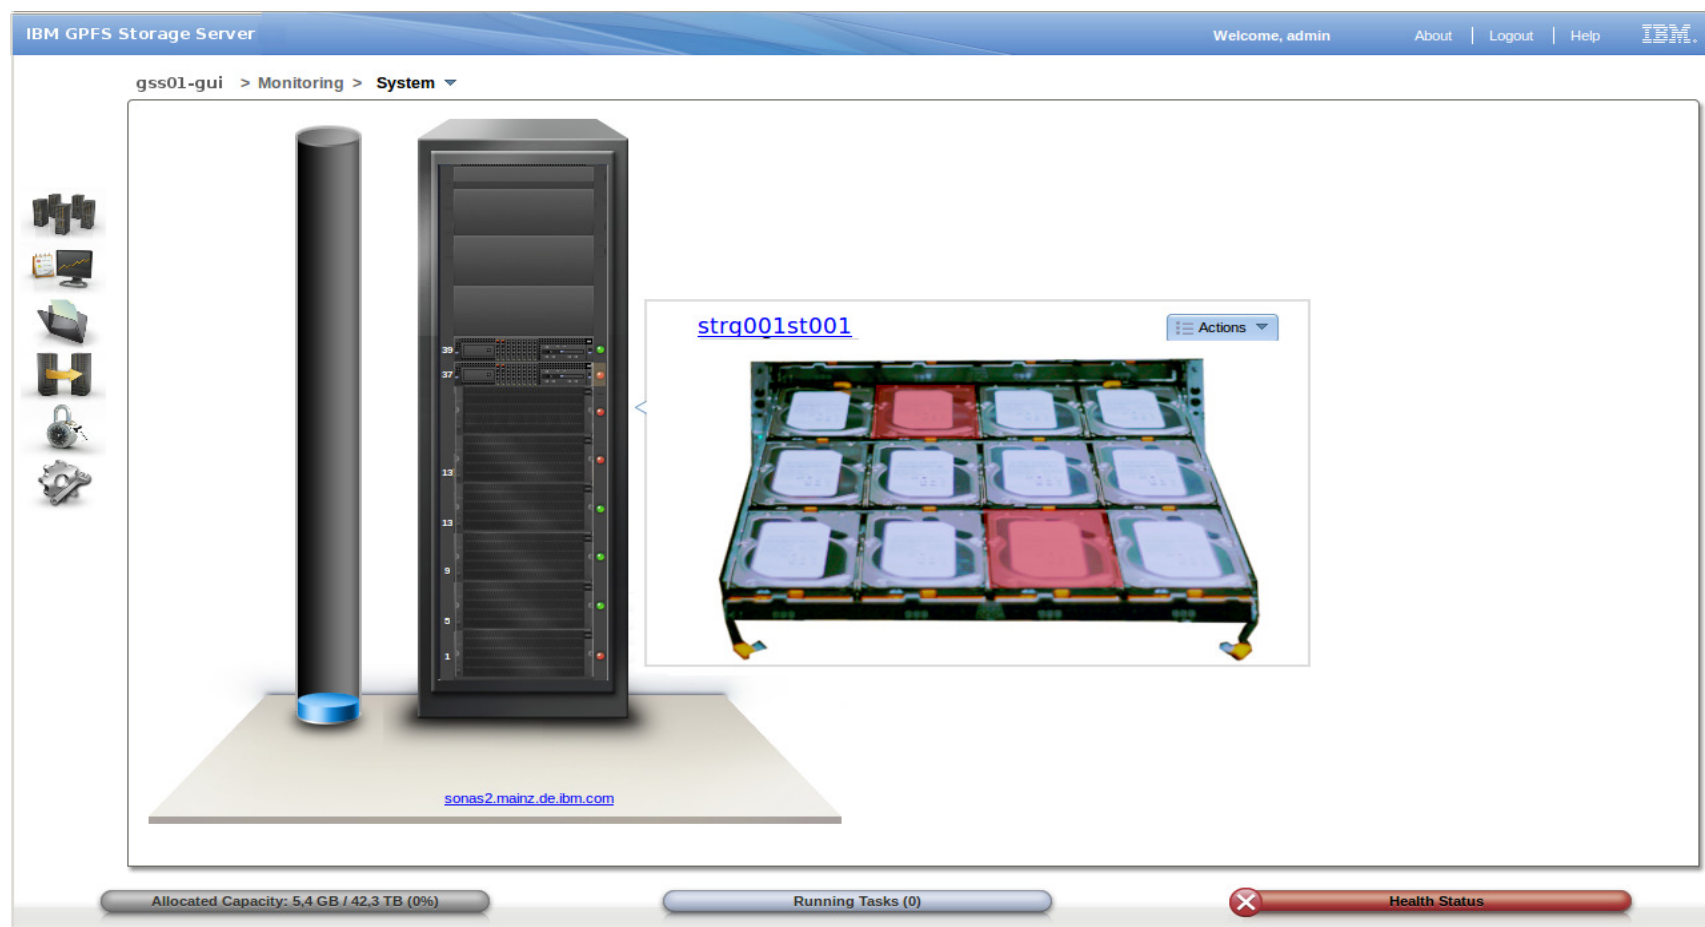 IBM GPFS Storage Server
Welcome, admin
About
Logout
Help
IBM.
gss01-gui > Monitoring > System
strg001st001
Actions
39
37
13
13
9
5
1
sonas2.mainz.de.ibm.com
Allocated Capacity: 5,4 GB / 42,3 TB (0%)
Running Tasks (0)
Health Status